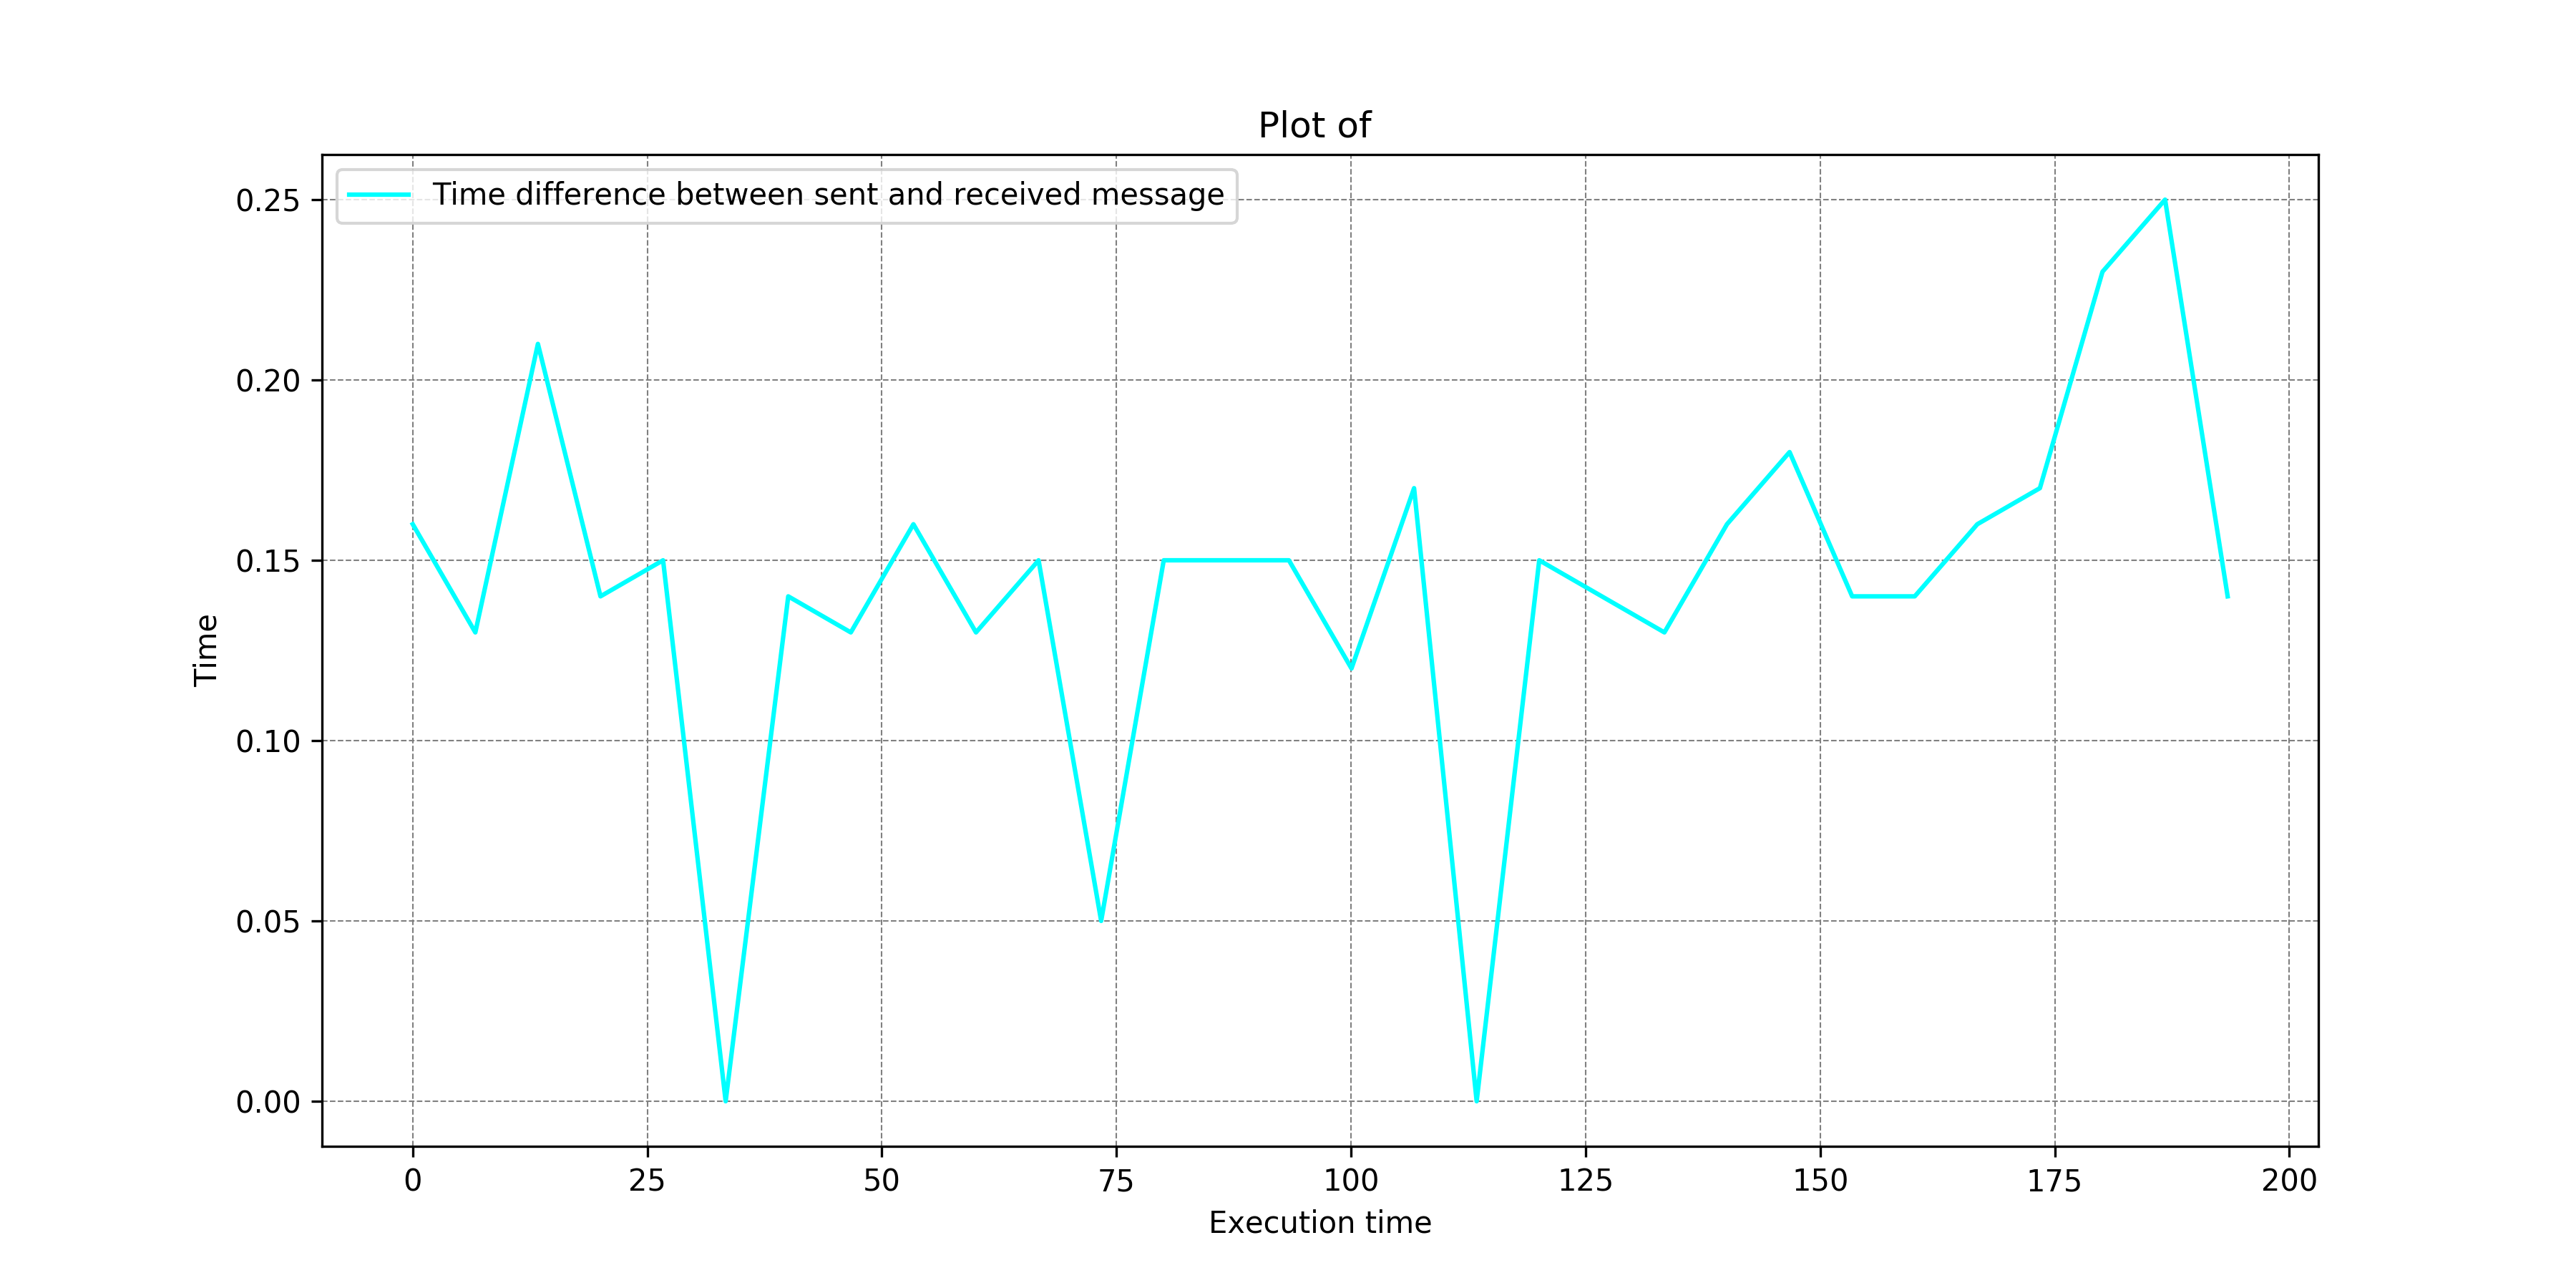 Plot of
Time difference between sent and received message
0.25
0.20
0.15
0.10
0.05
0.00
Time
0 25 50 75 100 125 150 175 200
Execution time